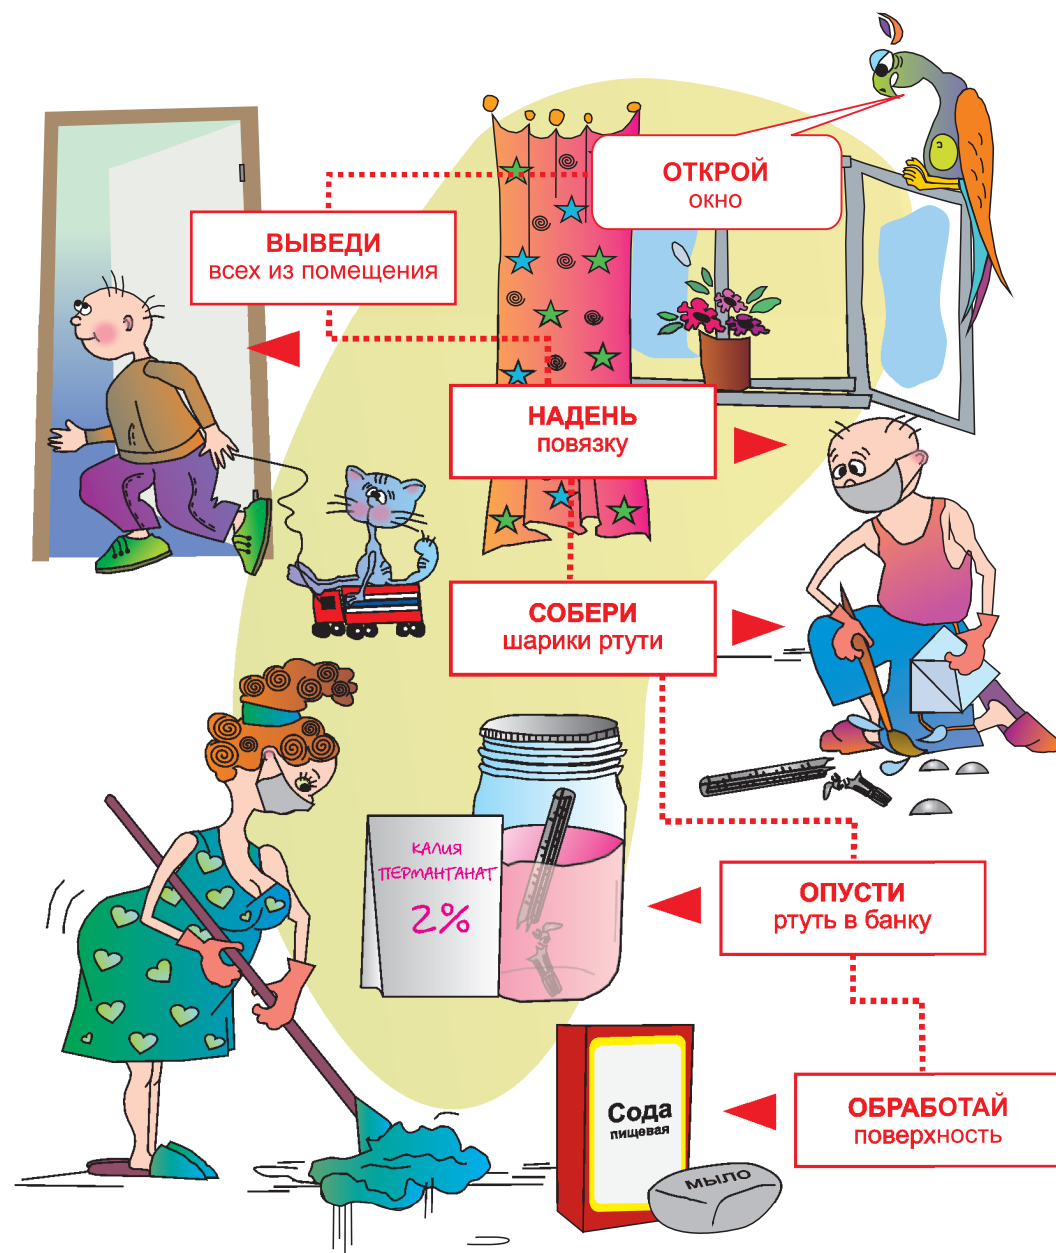 ОТКРОЙ
окно
ВЫВЕДИ
всех из помещения
НАДЕНЬ
повязку
СОБЕРИ
шарики ртути
КАЛИЯ
ПЕРМАНГАНАТ
2%
ОПУСТИ
ртуть в банку
ОБРАБОТАЙ
поверхность
Сода
пищевая
МЫЛО